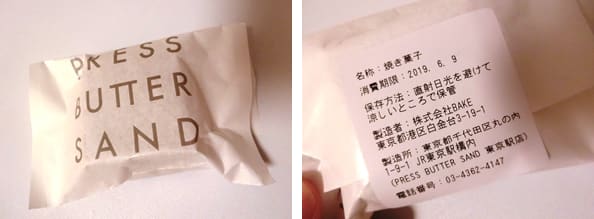 PRESS
BUTTER
SAND
名称：焼き菓子
消費期限：2019. 6. 9
保存方法：直射日光を避けて
涼しいところで保管
製造者：株式会社BAKE
東京都港区白金台3-19-1
製造所：東京都千代田区丸の内
1-9-1 JR東京駅構内
(PRESS BUTTER SAND 東京駅店)
電話番号：03-4362-4147